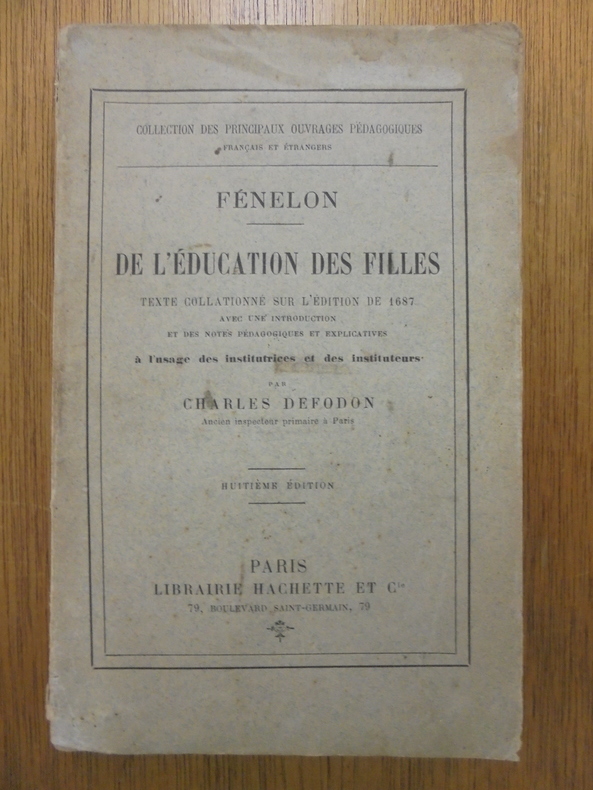 COLLECTION DES PRINCIPAUX OUVRAGES PÉDAGOGIQUES
FRANÇAIS ET ÉTRANGERS
FÉNELON
DE L'ÉDUCATION DES FILLES
TEXTE COLLATIONNÉ SUR L'ÉDITION DE 1687
AVEC UNE INTRODUCTION
ET DES NOTES PÉDAGOGIQUES ET EXPLICATIVES
à l'usage des institutrices et des instituteurs
PAR
CHARLES DEFODON
Ancien inspecteur primaire à Paris
HUITIÈME ÉDITION
PARIS
LIBRAIRIE HACHETTE ET Cie
79, BOULEVARD SAINT-GERMAIN, 79